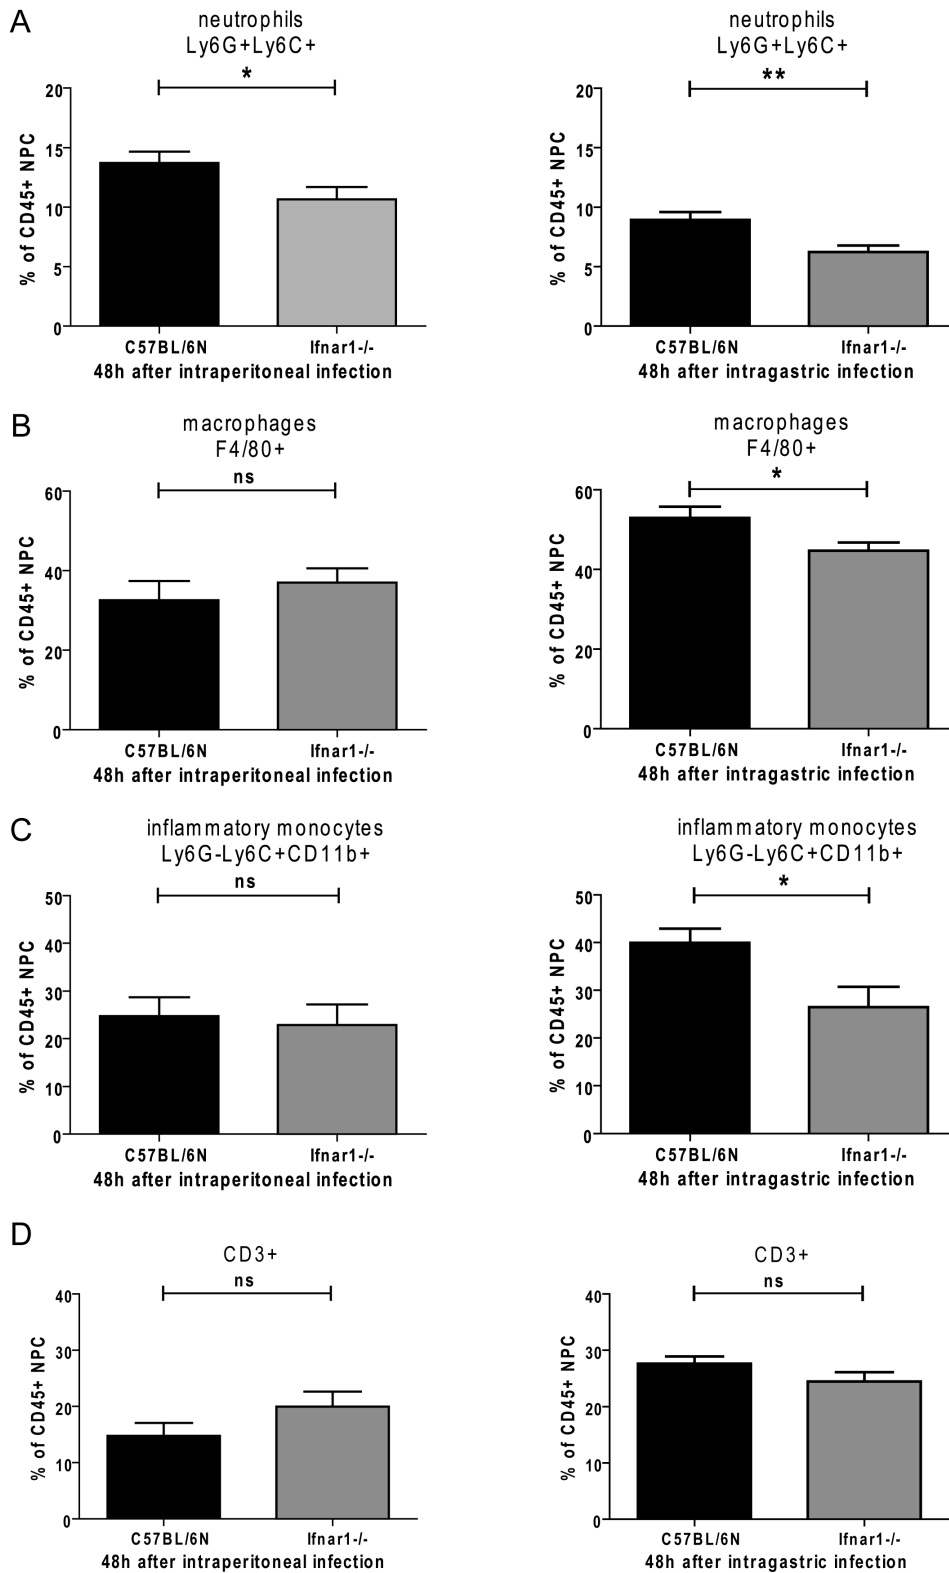 A
neutrophils
Ly6G+Ly6C+
*
% of CD45+ NPC
20
15
10
5
0
C57BL/6N Ifnar1-/-
48h after intraperitoneal infection
neutrophils
Ly6G+Ly6C+
**
% of CD45+ NPC
20
15
10
5
0
C57BL/6N Ifnar1-/-
48h after intragastric infection
B
macrophages
F4/80+
ns
% of CD45+ NPC
60
40
20
0
C57BL/6N Ifnar1-/-
48h after intraperitoneal infection
macrophages
F4/80+
*
% of CD45+ NPC
60
40
20
0
C57BL/6N Ifnar1-/-
48h after intragastric infection
C
inflammatory monocytes
Ly6G-Ly6C+CD11b+
ns
% of CD45+ NPC
50
40
30
20
10
0
C57BL/6N Ifnar1-/-
48h after intraperitoneal infection
inflammatory monocytes
Ly6G-Ly6C+CD11b+
*
% of CD45+ NPC
50
40
30
20
10
0
C57BL/6N Ifnar1-/-
48h after intragastric infection
D
CD3+
ns
% of CD45+ NPC
40
30
20
10
0
C57BL/6N Ifnar1-/-
48h after intraperitoneal infection
CD3+
ns
% of CD45+ NPC
40
30
20
10
0
C57BL/6N Ifnar1-/-
48h after intragastric infection